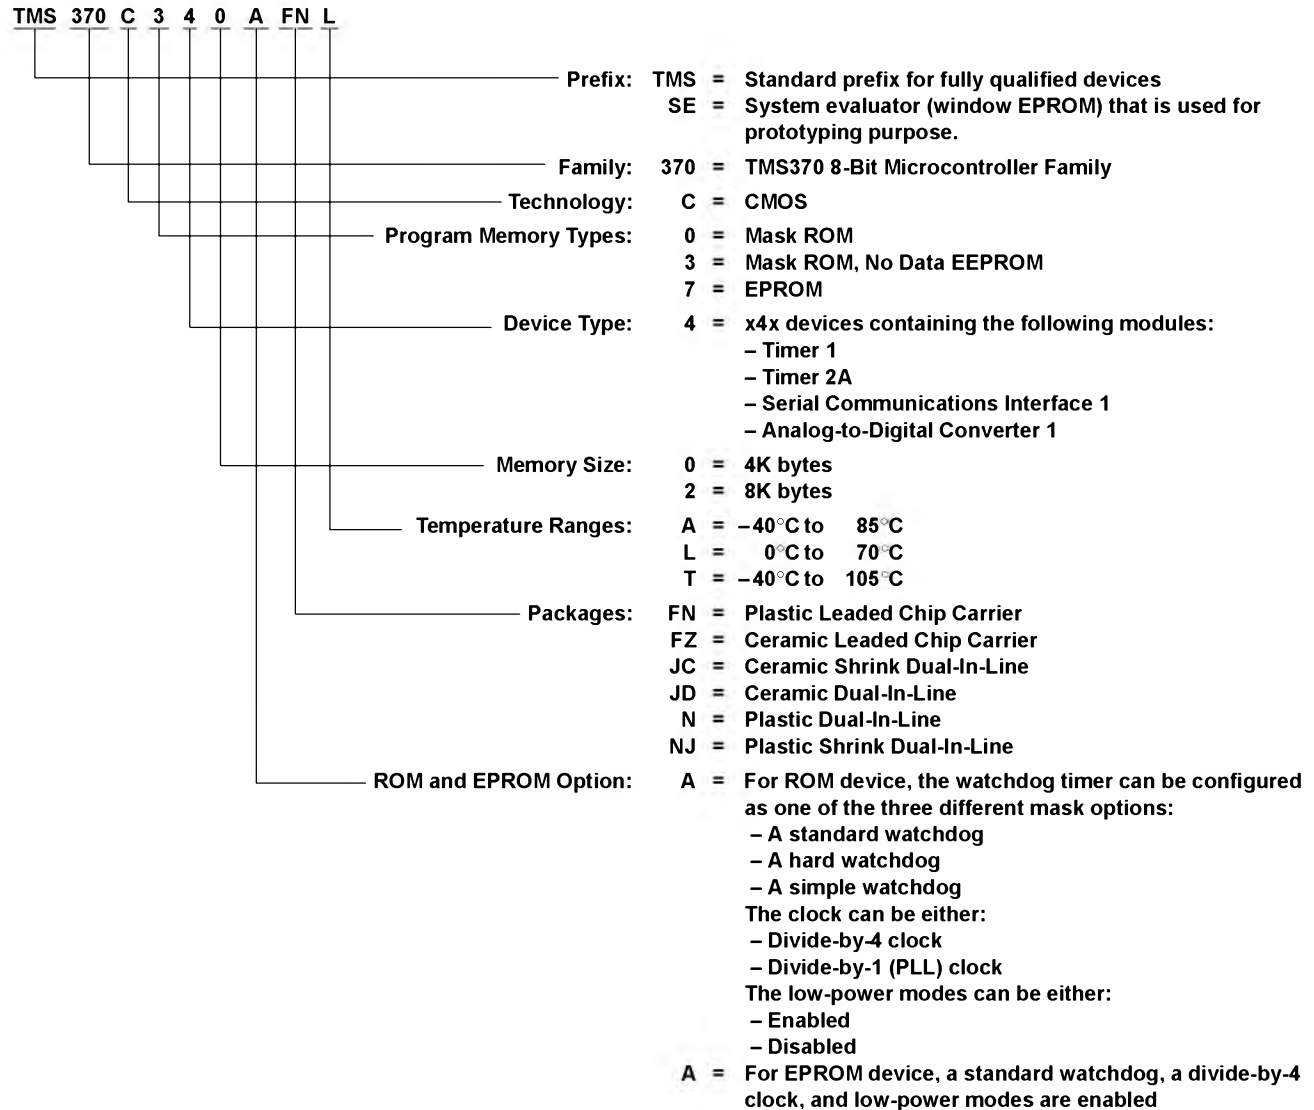 TMS 370 C 3 4 0 A FN L
Prefix: TMS = Standard prefix for fully qualified devices
SE = System evaluator (window EPROM) that is used for
prototyping purpose.
Family: 370 = TMS370 8-Bit Microcontroller Family
Technology: C = CMOS
Program Memory Types: 0 = Mask ROM
3 = Mask ROM, No Data EEPROM
7 = EPROM
Device Type: 4 = x4x devices containing the following modules:
– Timer 1
– Timer 2A
– Serial Communications Interface 1
– Analog-to-Digital Converter 1
Memory Size: 0 = 4K bytes
2 = 8K bytes
Temperature Ranges: A = –40°C to 85°C
L = 0°C to 70°C
T = –40°C to 105°C
Packages: FN = Plastic Leaded Chip Carrier
FZ = Ceramic Leaded Chip Carrier
JC = Ceramic Shrink Dual-In-Line
JD = Ceramic Dual-In-Line
N = Plastic Dual-In-Line
NJ = Plastic Shrink Dual-In-Line
ROM and EPROM Option: A = For ROM device, the watchdog timer can be configured
as one of the three different mask options:
– A standard watchdog
– A hard watchdog
– A simple watchdog
The clock can be either:
– Divide-by-4 clock
– Divide-by-1 (PLL) clock
The low-power modes can be either:
– Enabled
– Disabled
A = For EPROM device, a standard watchdog, a divide-by-4
clock, and low-power modes are enabled